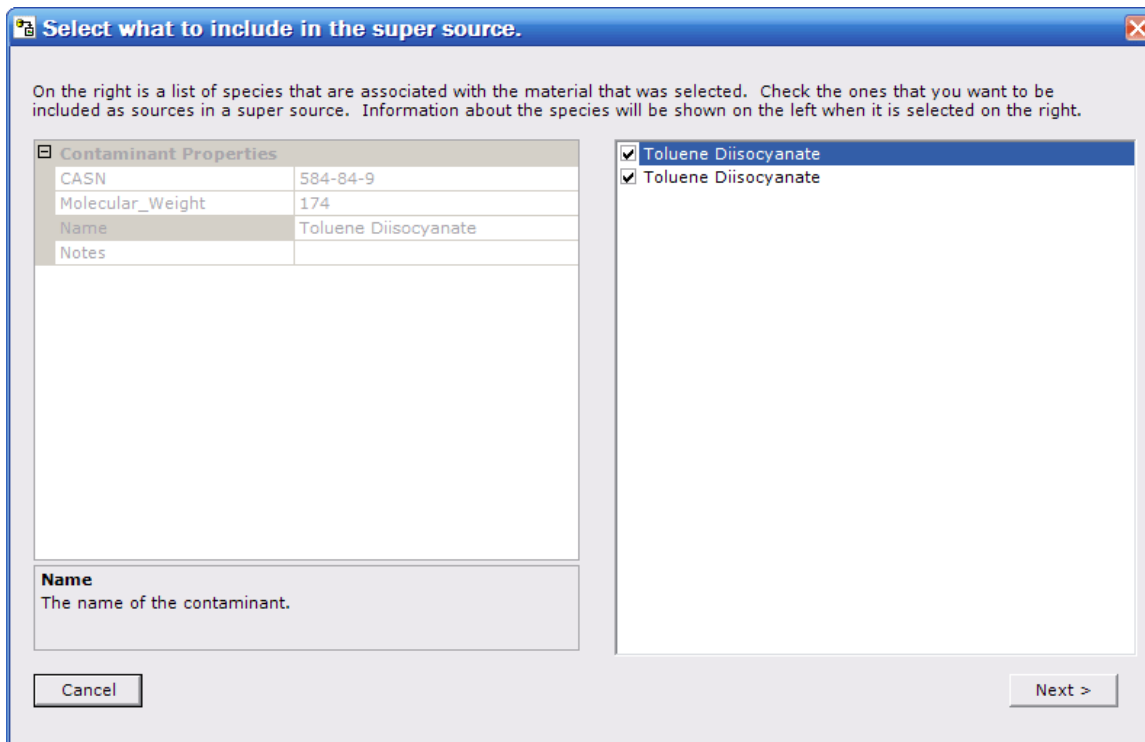 Select what to include in the super source.
On the right is a list of species that are associated with the material that was selected.  Check the ones that you want to be
included as sources in a super source.  Information about the species will be shown on the left when it is selected on the right.
Contaminant Properties
CASN 584-84-9
Molecular_Weight 174
Name Toluene Diisocyanate
Notes
Toluene Diisocyanate
Toluene Diisocyanate
Name
The name of the contaminant.
Cancel
Next >